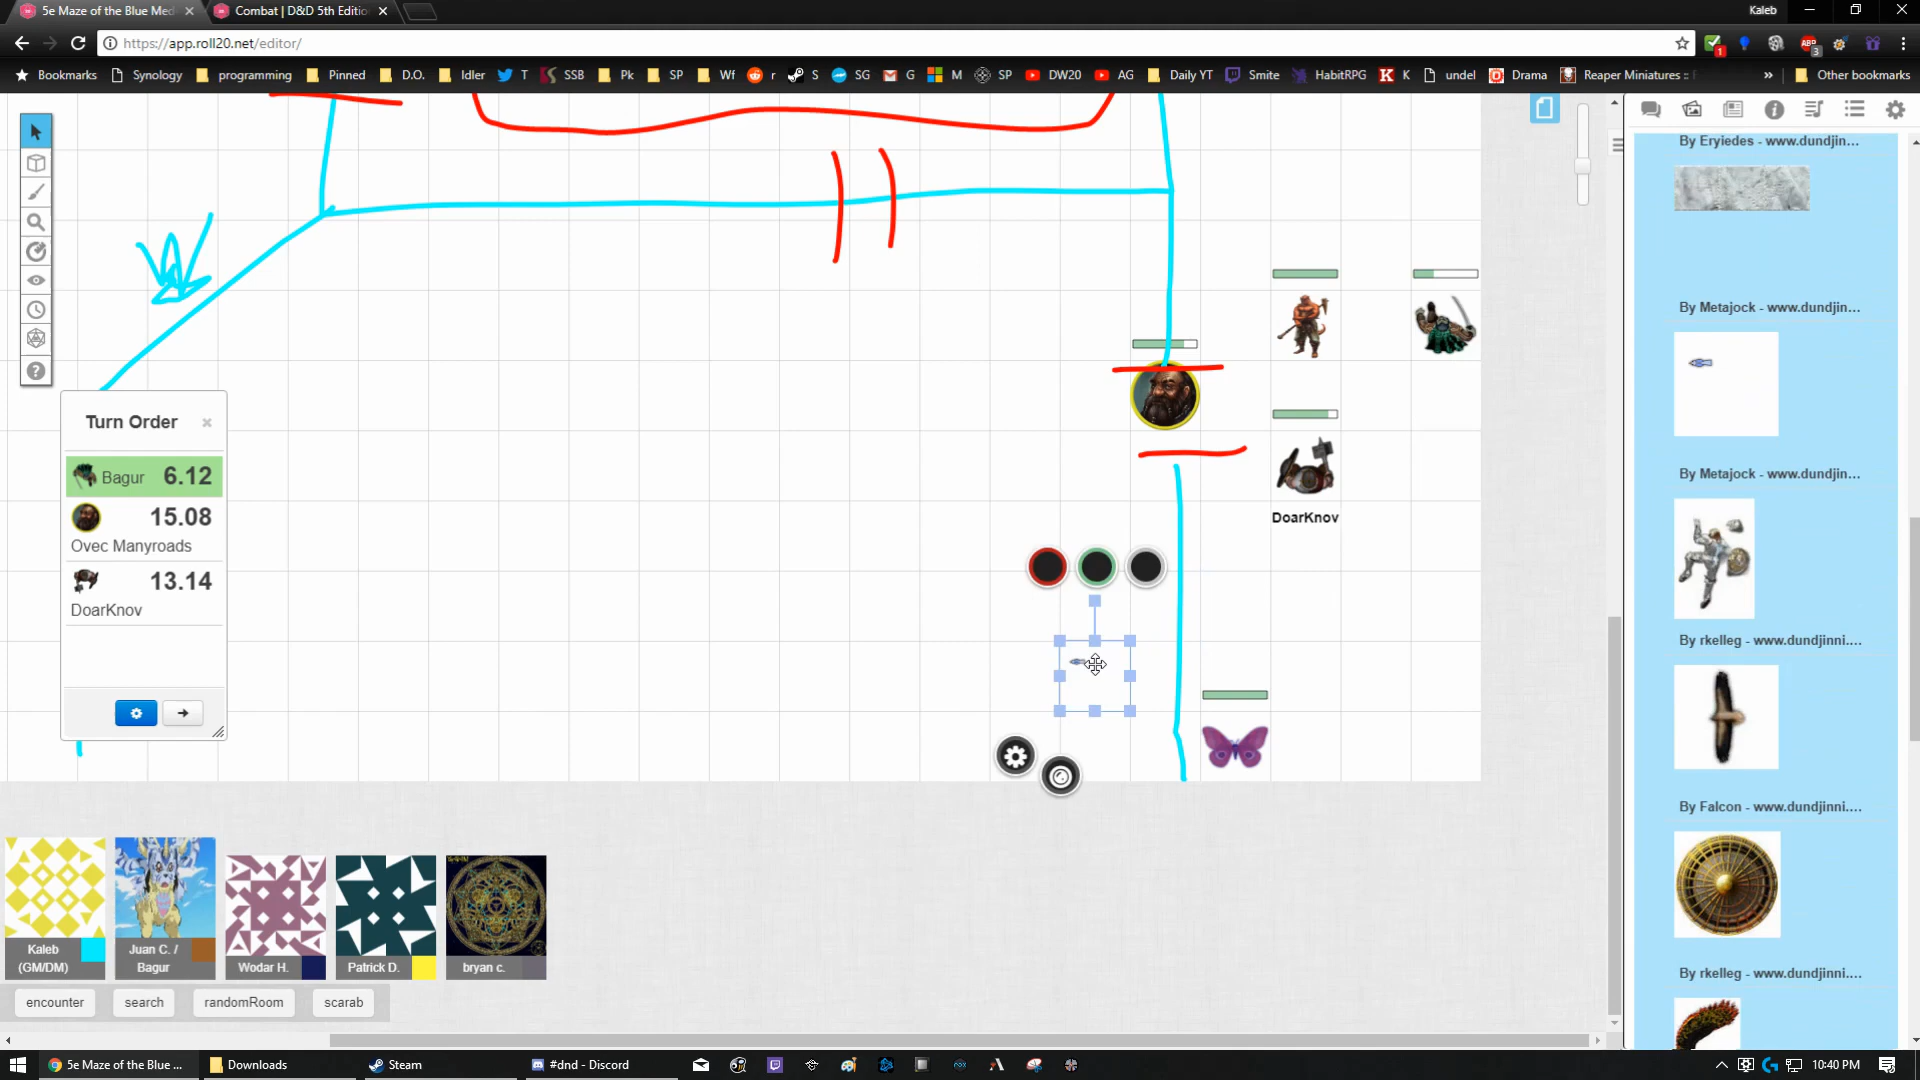 5e Maze of the Blue Med
Combat | D&D 5th Editio
Kaleb
https://app.roll20.net/editor/
1
ABP
3
Bookmarks
Synology
programming
Pinned
D.O.
Idler
T
SSB
Pk
SP
Wf
r
S
SG
G
M
SP
DW20
AG
Daily YT
Smite
HabitRPG
K
undel
Drama
Reaper Miniatures ::
»
Other bookmarks
By Eryiedes - www.dundjin...
By Metajock - www.dundjin...
By Metajock - www.dundjin...
By rkelleg - www.dundjinni....
By Falcon - www.dundjinni....
By rkelleg - www.dundjinni....
Turn Order
Bagur 6.12
15.08
Ovec Manyroads
13.14
DoarKnov
DoarKnov
Kaleb
(GM/DM)
Juan C. /
Bagur
Wodar H.
Patrick D.
bryan c.
encounter
search
randomRoom
scarab
5e Maze of the Blue ...
Downloads
Steam
#dnd - Discord
10:40 PM